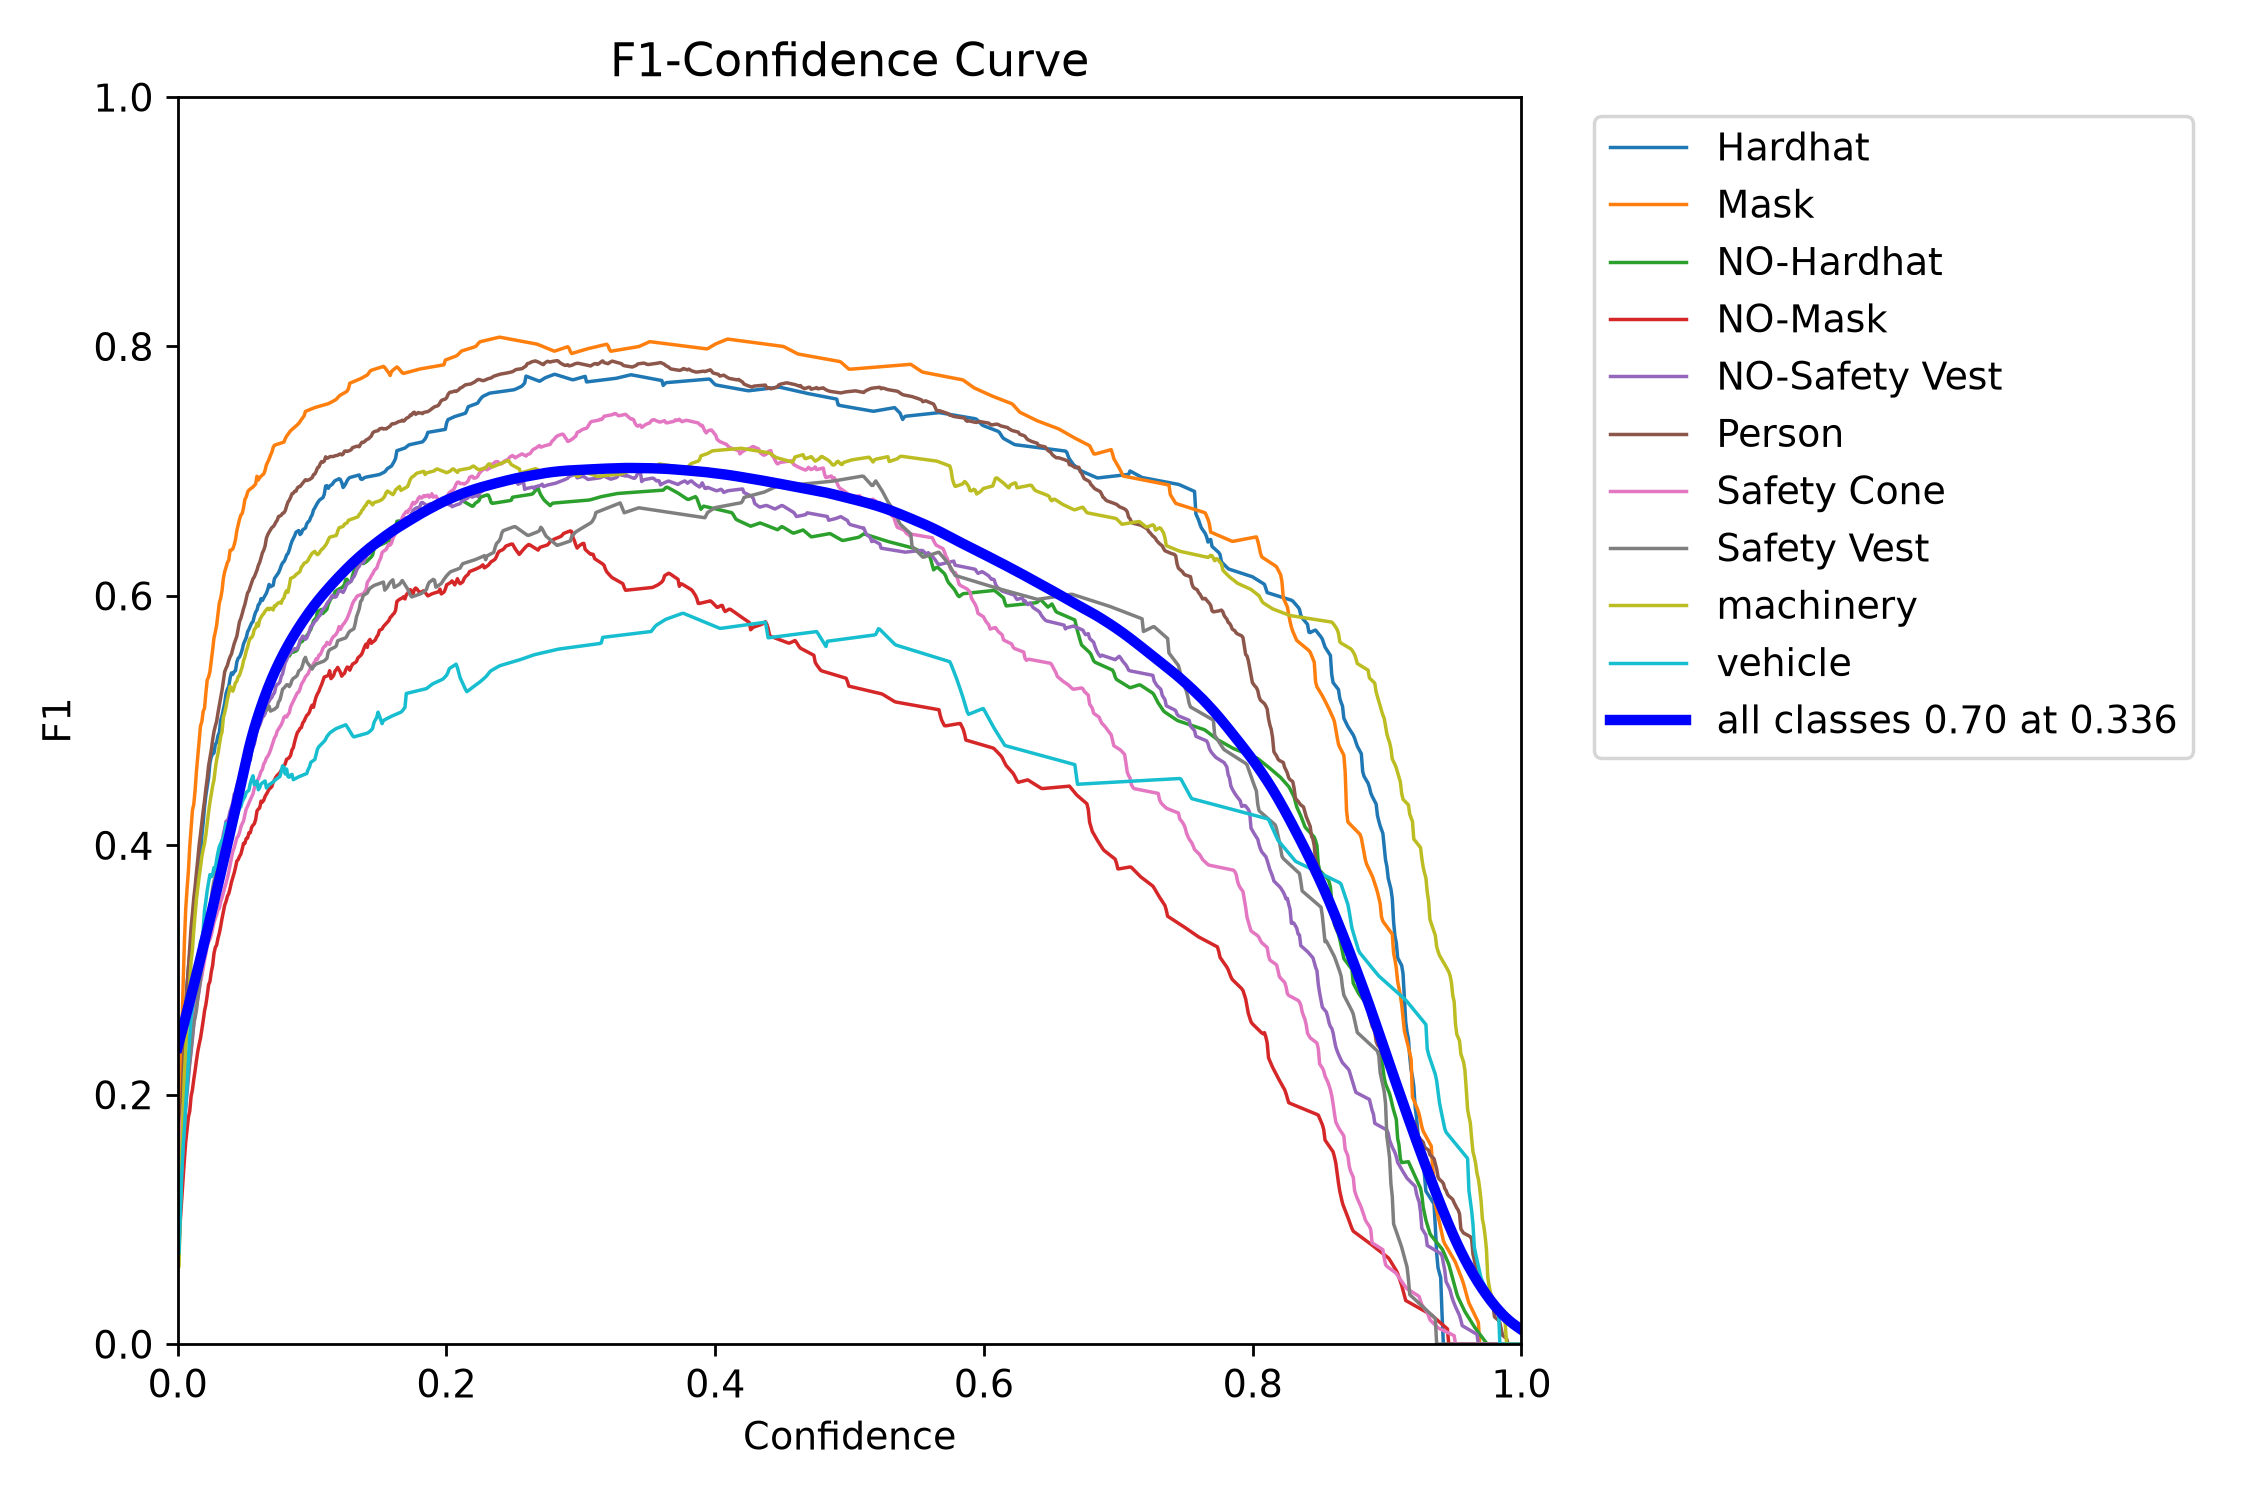 F1-Confidence Curve
1.0
0.8
0.6
0.4
0.2
0.0
F1
0.0 0.2 0.4 0.6 0.8 1.0
Confidence
Hardhat
Mask
NO-Hardhat
NO-Mask
NO-Safety Vest
Person
Safety Cone
Safety Vest
machinery
vehicle
all classes 0.70 at 0.336